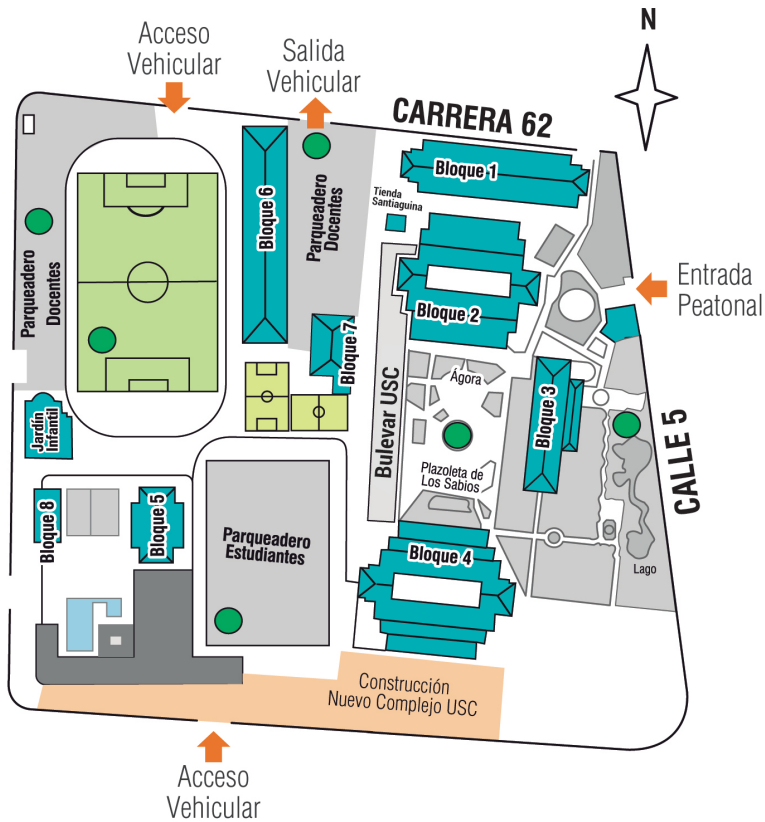 N
Acceso
Vehicular
Salida
Vehicular
CARRERA 62
Bloque 1
Tienda
Santiaguina
Bloque 6
Parqueadero
Docentes
Parqueadero
Docentes
Entrada
Peatonal
Bloque 2
Bloque 7
Ágora
Bulevar USC
Bloque 3
CALLE 5
Jardín
Infantil
Plazoleta de
Los Sabios
Bloque 8
Bloque 5
Parqueadero
Estudiantes
Bloque 4
Lago
Construcción
Nuevo Complejo USC
Acceso
Vehicular